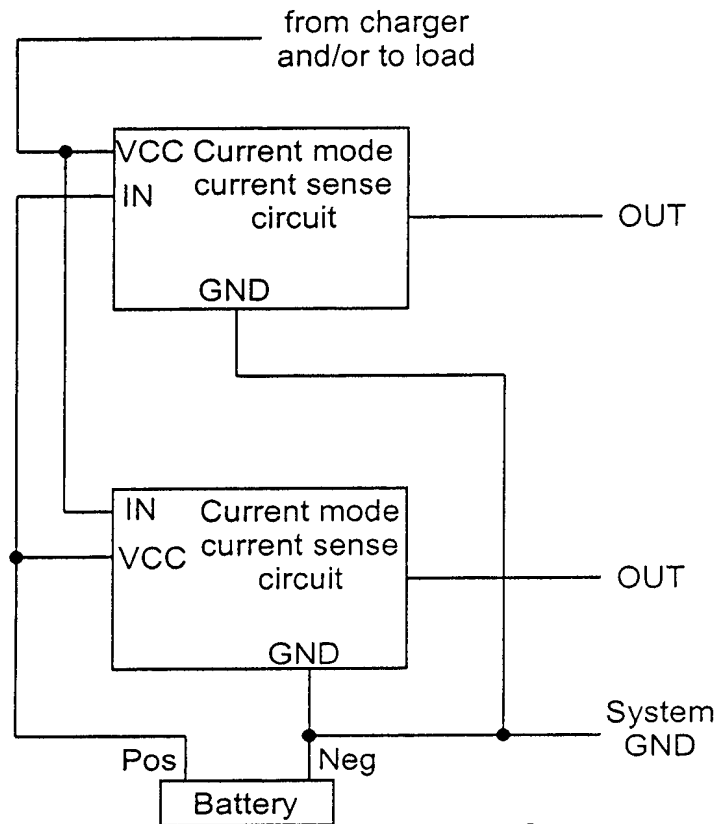 from charger
and/or to load
VCC Current mode
IN current sense
circuit
OUT
GND
IN Current mode
VCC current sense
circuit
OUT
GND
System
GND
Pos Neg
Battery